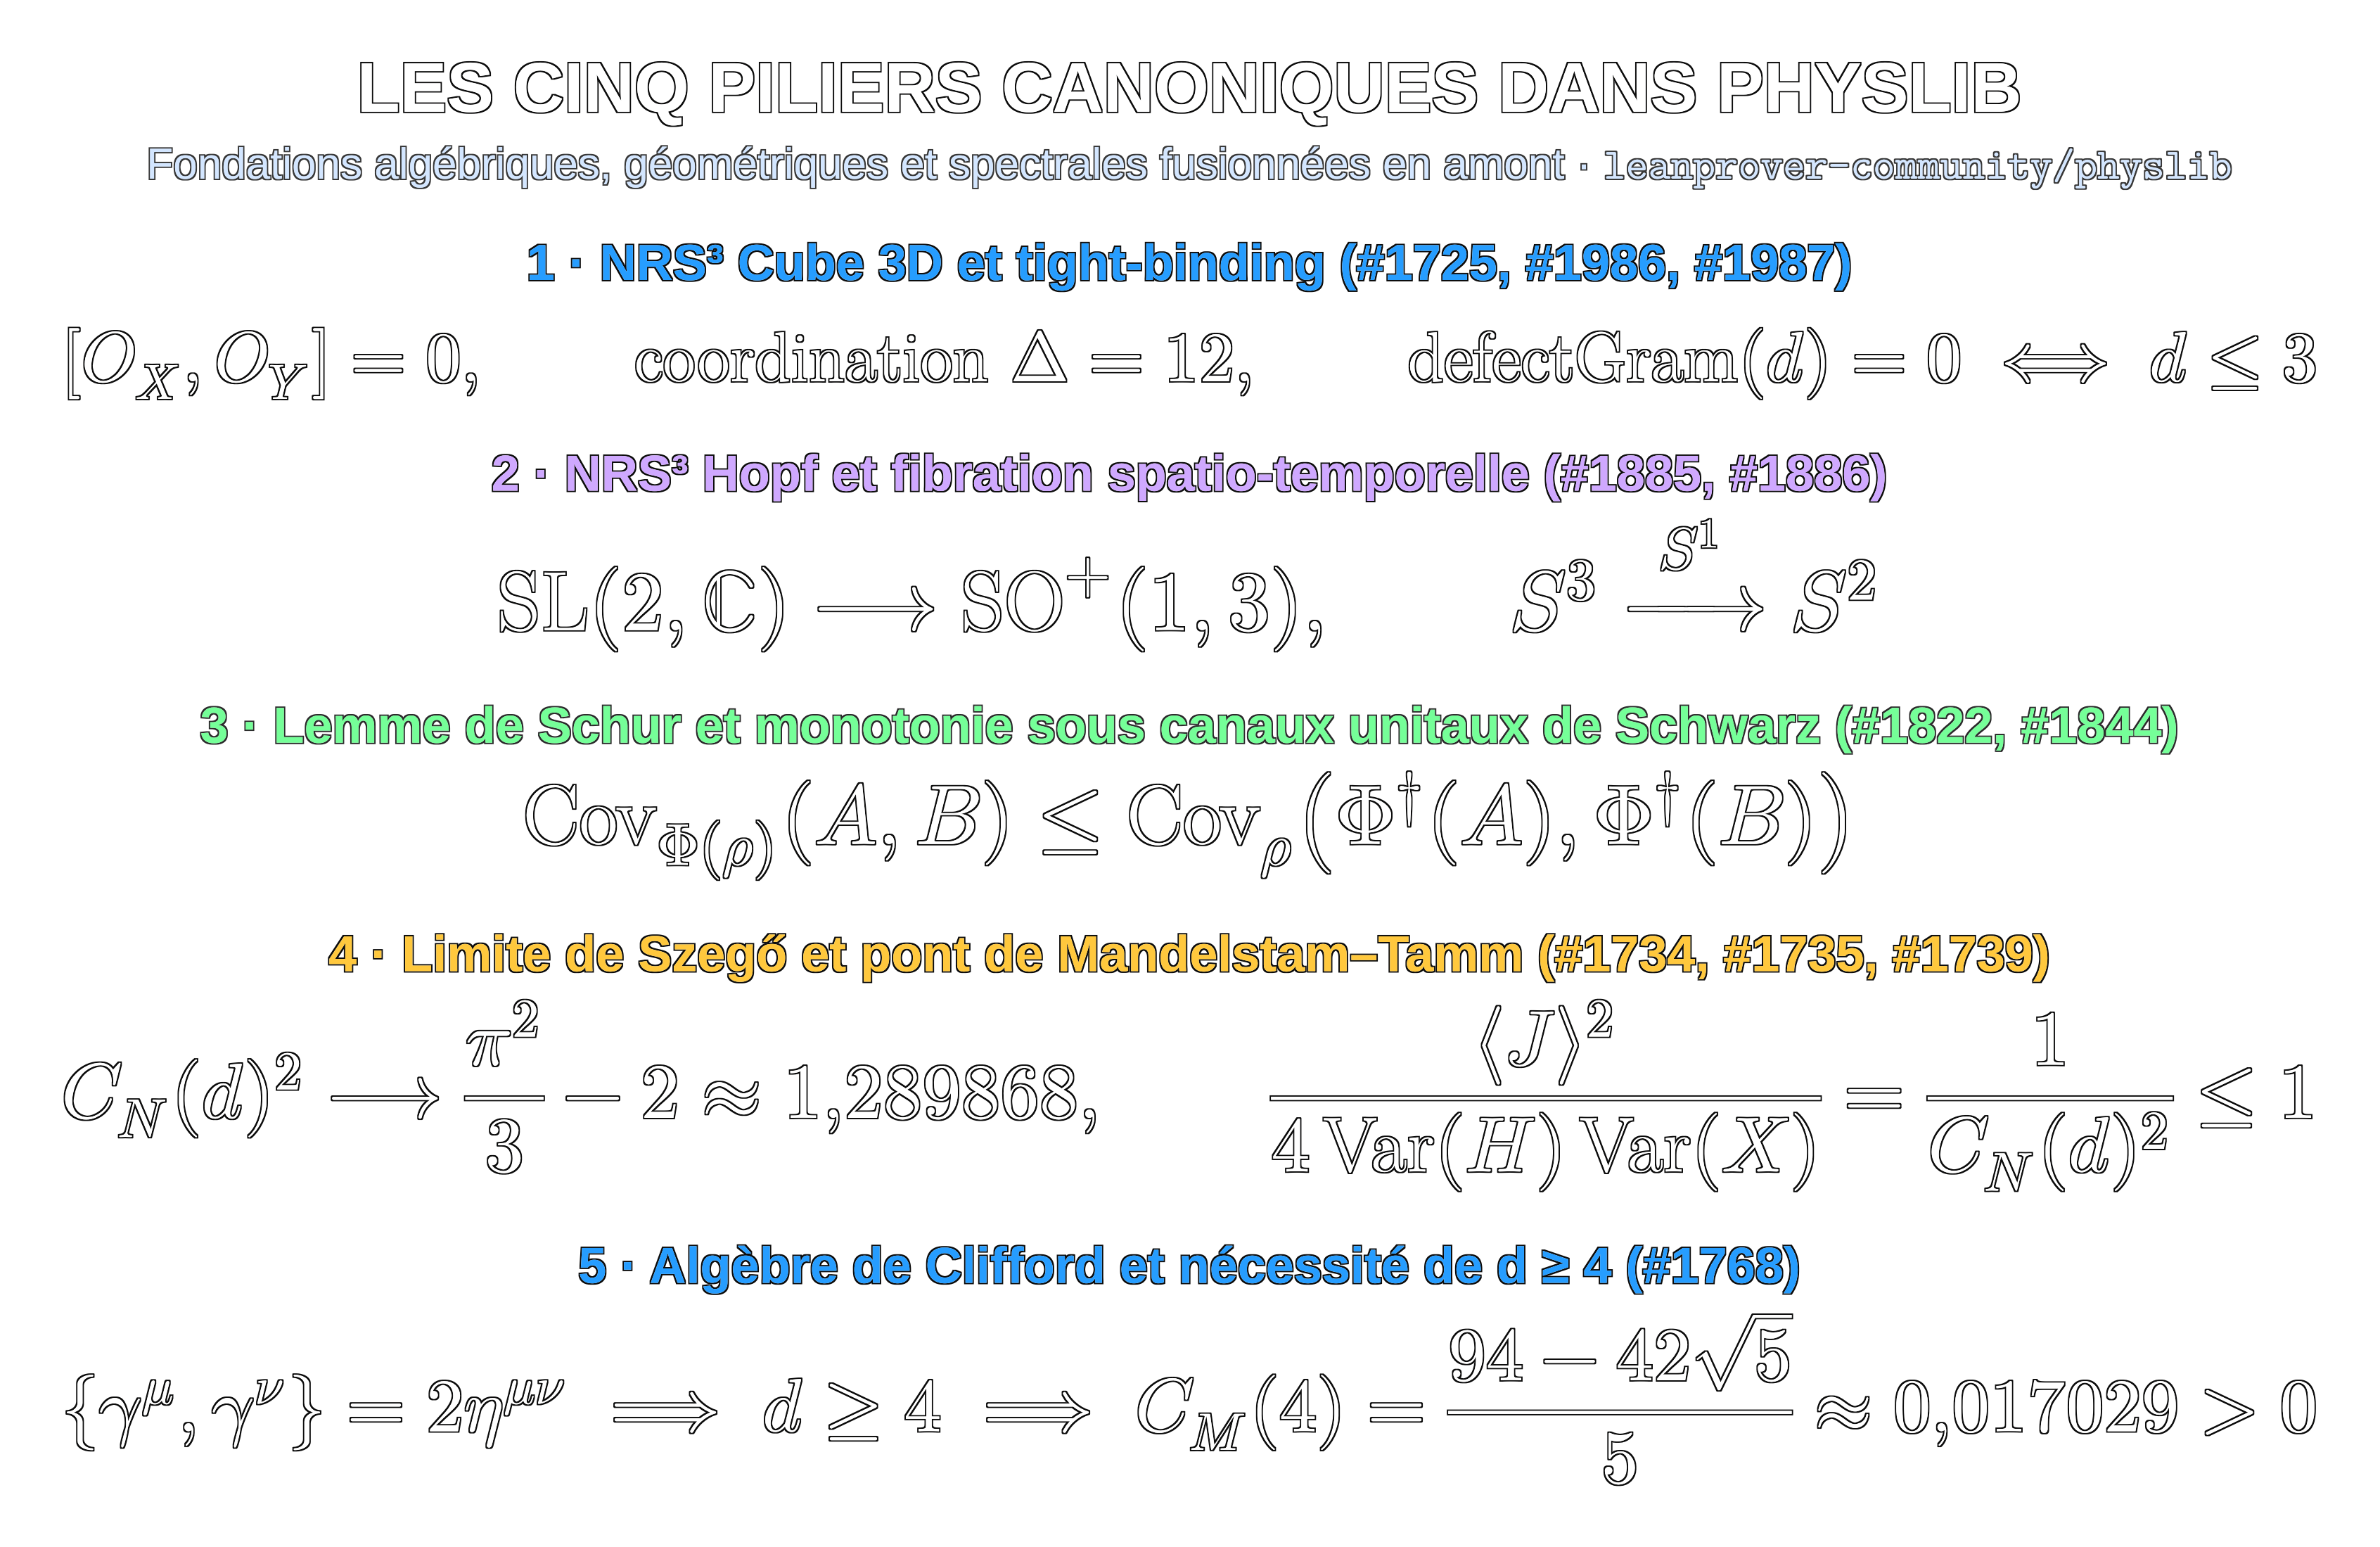 LES CINQ PILIERS CANONIQUES DANS PHYSLIB
Fondations algébriques, géométriques et spectrales fusionnées en amont · leanprover-community/physlib
1 · NRS³ Cube 3D et tight-binding (#1725, #1986, #1987)
[O_X, O_Y] = 0, coordination Δ = 12, defectGram(d) = 0 ⟺ d ≤ 3
2 · NRS³ Hopf et fibration spatio-temporelle (#1885, #1886)
SL(2, ℂ) ⟶ SO⁺(1, 3), S³ \xrightarrow{S¹} S²
3 · Lemme de Schur et monotonie sous canaux unitaux de Schwarz (#1822, #1844)
Cov_{Φ(ρ)}(A, B) ≤ Cov_ρ(Φ†(A), Φ†(B))
4 · Limite de Szegő et pont de Mandelstam–Tamm (#1734, #1735, #1739)
C_N(d)² ⟶ \frac{π²}{3} − 2 ≈ 1,289868, \frac{⟨J⟩²}{4 Var(H) Var(X)} = \frac{1}{C_N(d)²} ≤ 1
5 · Algèbre de Clifford et nécessité de d ≥ 4 (#1768)
{γ^μ, γ^ν} = 2η^{μν} ⟹ d ≥ 4 ⟹ C_M(4) = \frac{94 − 42√5}{5} ≈ 0,017029 > 0